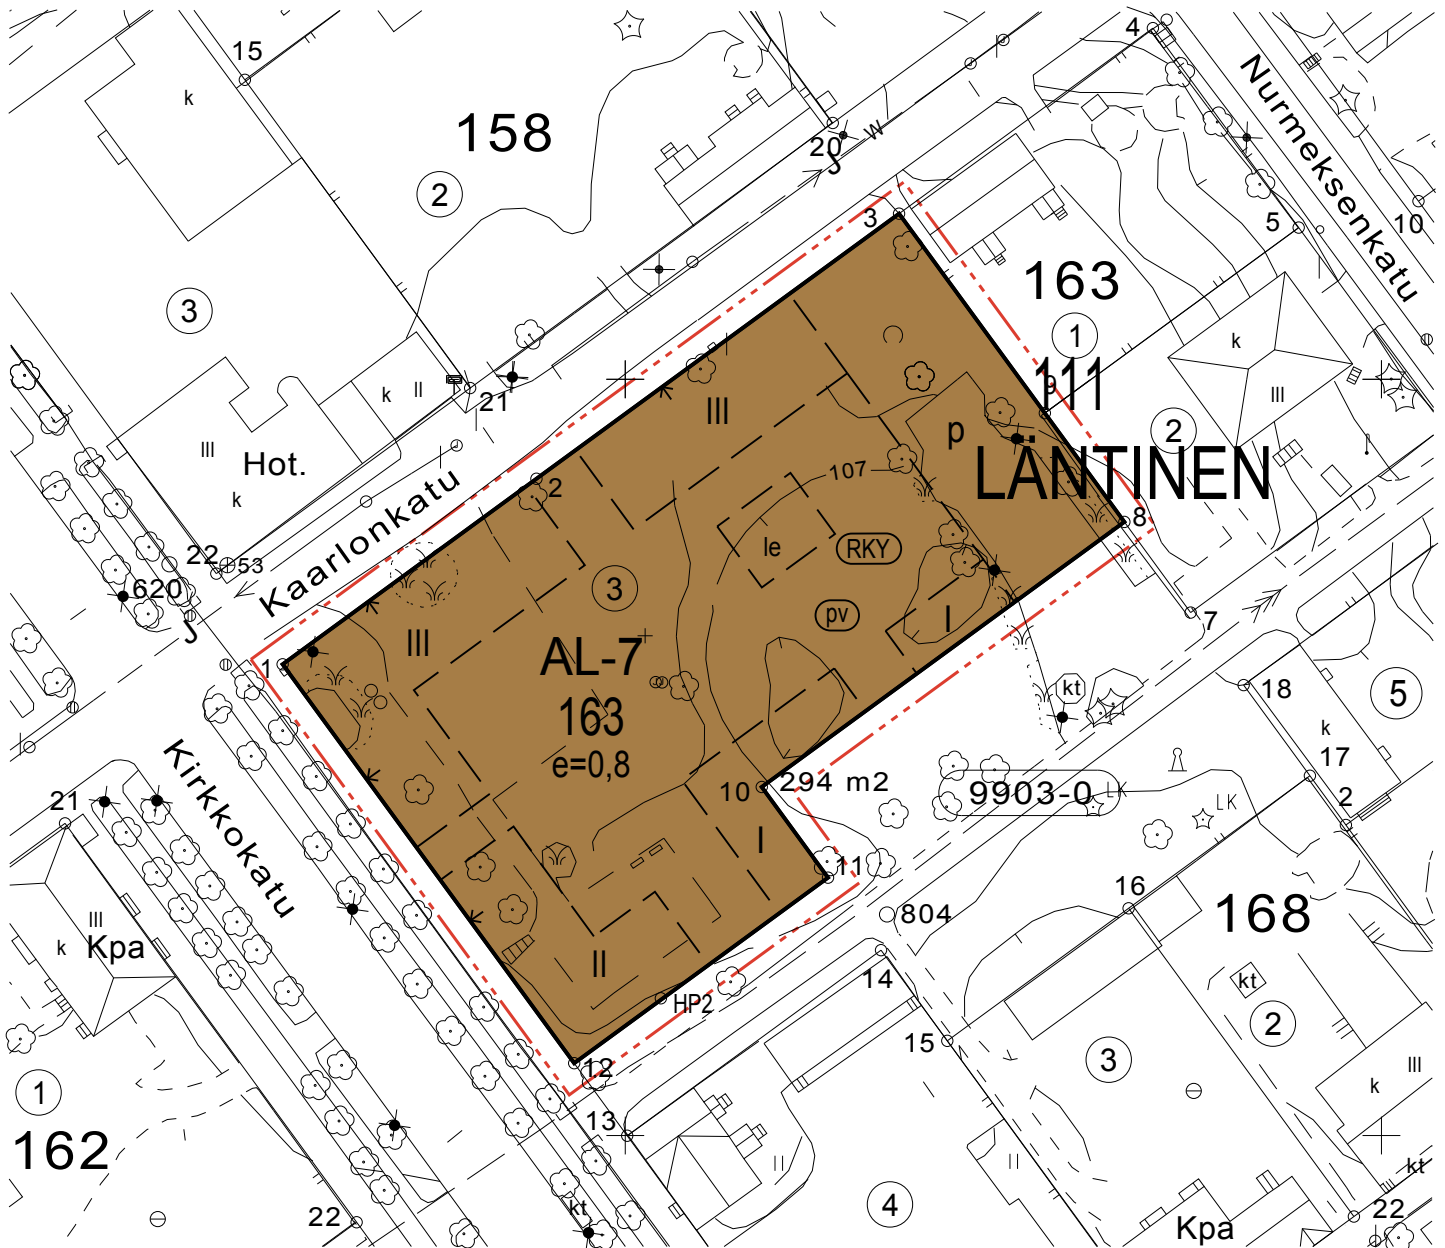 15
k
158
2
4
Nurmeksenkatu
20
J
W
3
5
10
163
1
3
9
111
2
LÄNTINEN
k
III
k
II
21
III
Hot.
k
III
p
107
2
le
RKY
8
Kaarlonkatu
22
53
620
J
3
pv
I
7
III
AL-7
163
e=0,8
1
kt
18
5
k
17
2
Kirkkokatu
10
294 m2
9903-0
LK
LK
21
I
11
16
168
804
III
k
Kpa
II
HP2
14
kt
2
15
3
12
1
162
13
II
II
k
III
kt
22
kt
4
Kpa
22